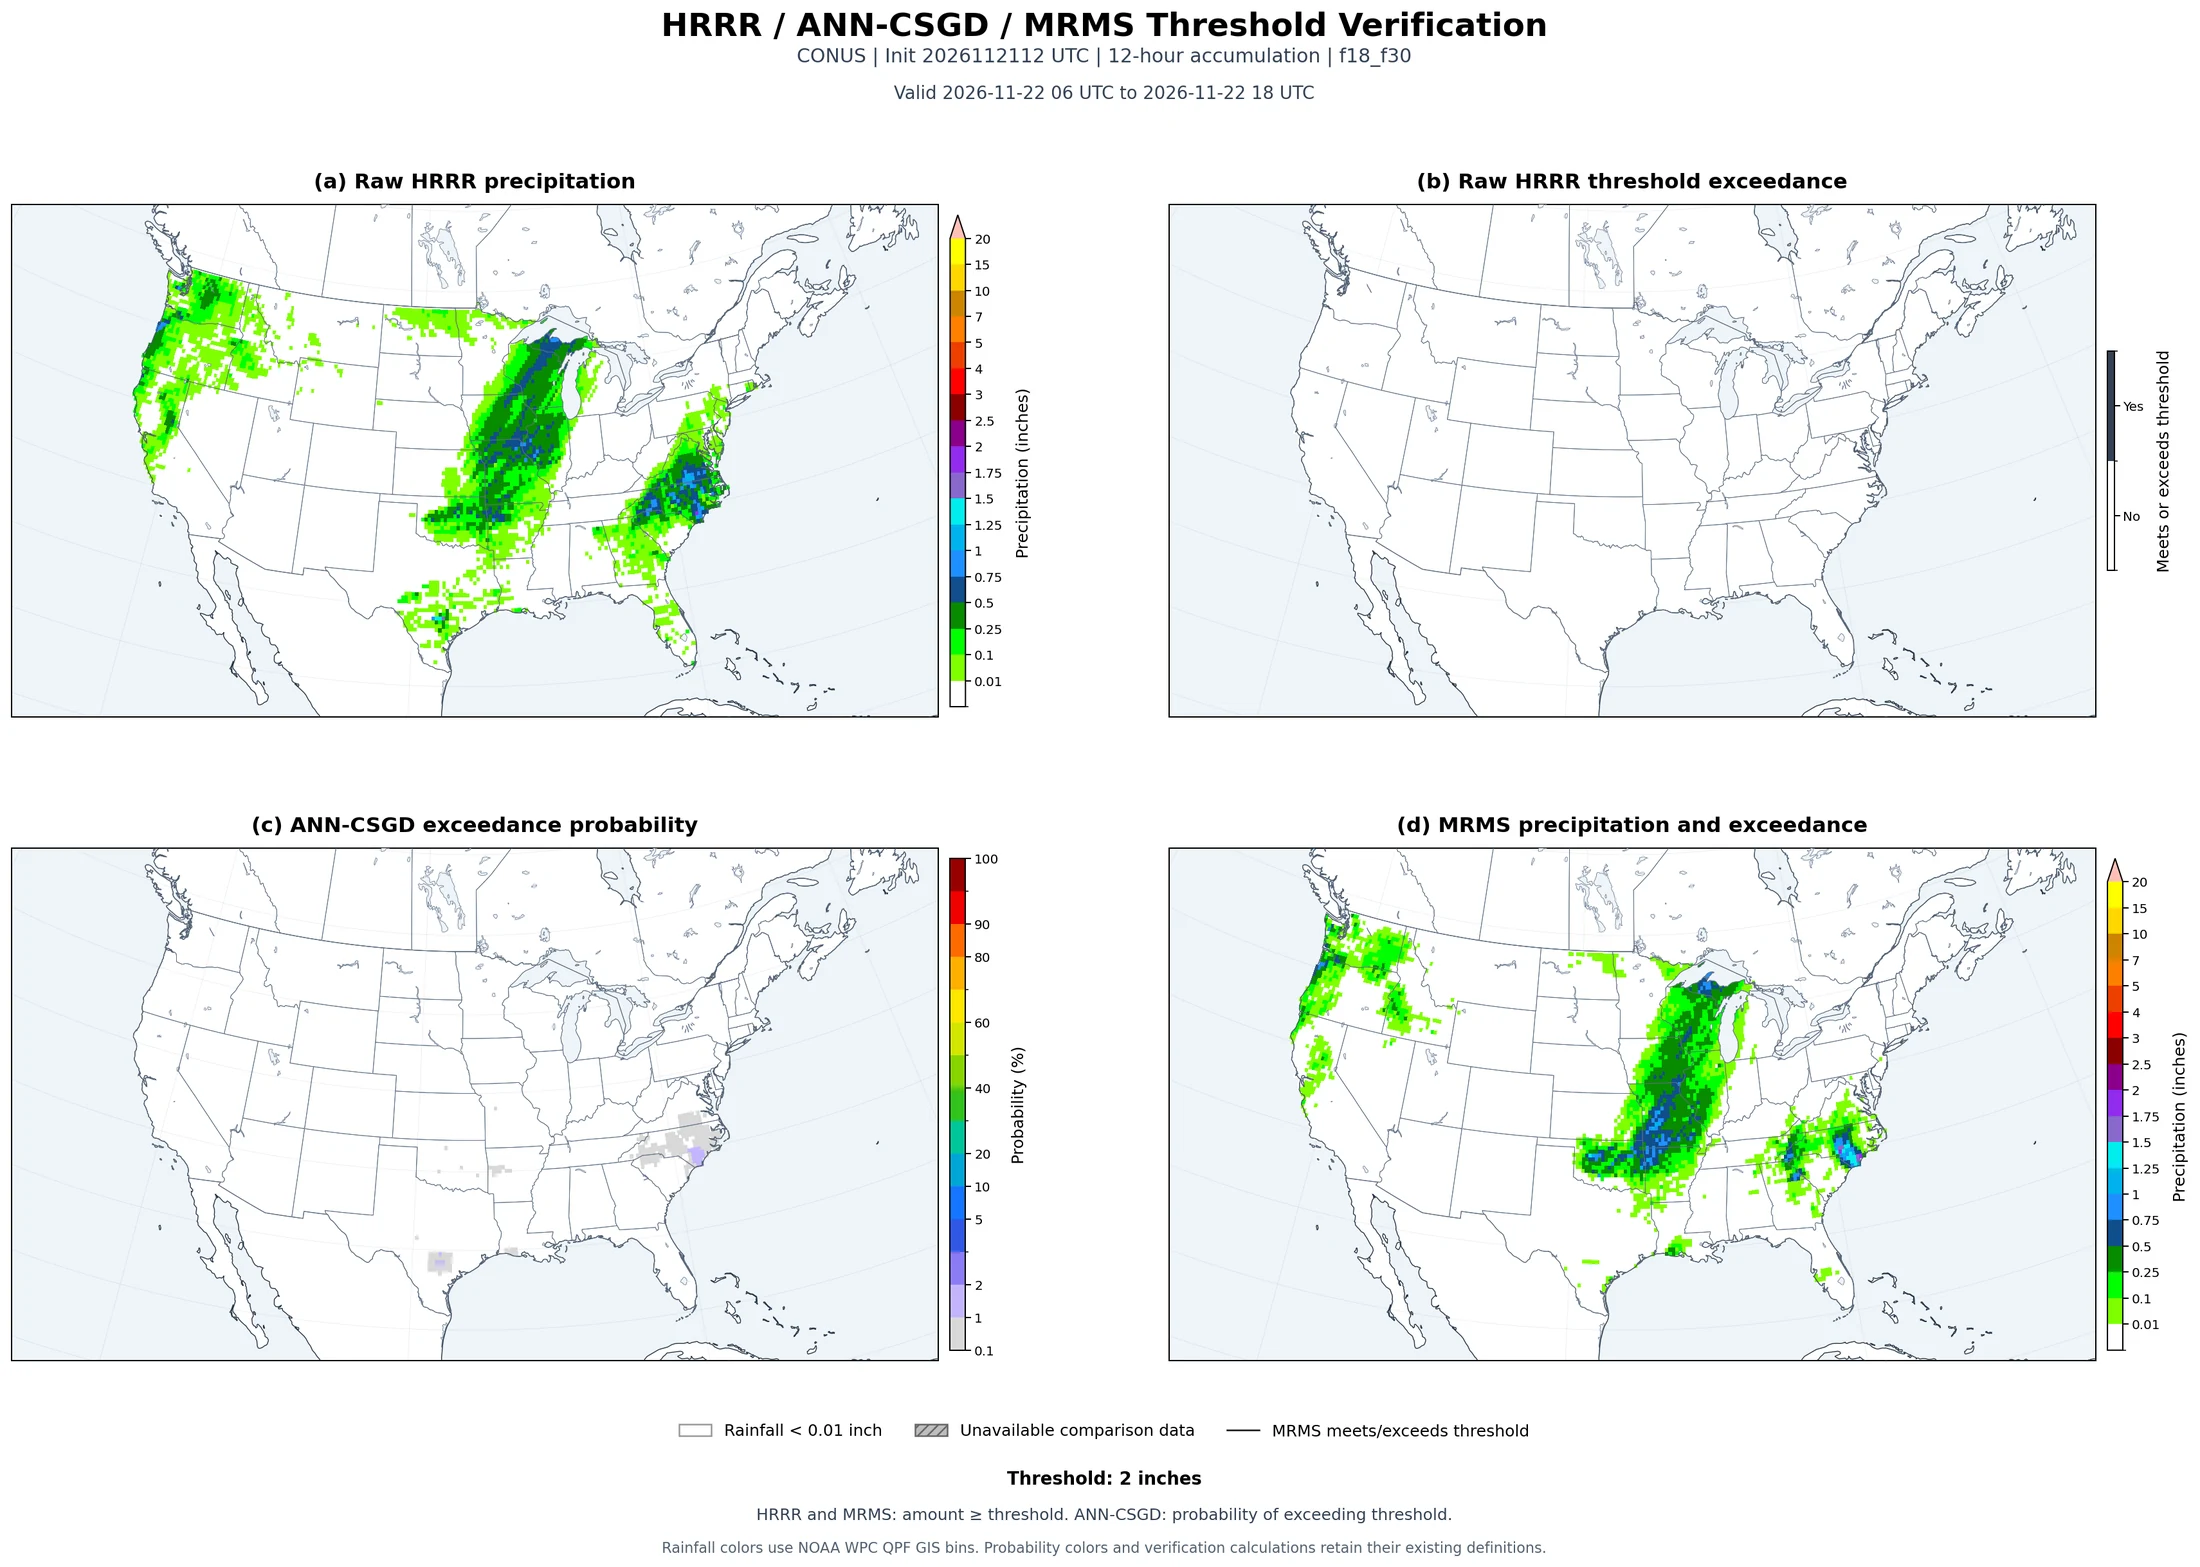 HRRR / ANN-CSGD / MRMS Threshold Verification
CONUS | Init 2026112112 UTC | 12-hour accumulation | f18_f30
Valid 2026-11-22 06 UTC to 2026-11-22 18 UTC
(a) Raw HRRR precipitation
20
15
10
7
5
4
3
2.5
2
1.75
1.5
1.25
1
0.75
0.5
0.25
0.1
0.01
Precipitation (inches)
(b) Raw HRRR threshold exceedance
Yes
No
Meets or exceeds threshold
(c) ANN-CSGD exceedance probability
100
90
80
60
40
20
10
5
2
1
0.1
Probability (%)
(d) MRMS precipitation and exceedance
20
15
10
7
5
4
3
2.5
2
1.75
1.5
1.25
1
0.75
0.5
0.25
0.1
0.01
Precipitation (inches)
Rainfall < 0.01 inch
Unavailable comparison data
MRMS meets/exceeds threshold
Threshold: 2 inches
HRRR and MRMS: amount ≥ threshold. ANN-CSGD: probability of exceeding threshold.
Rainfall colors use NOAA WPC QPF GIS bins. Probability colors and verification calculations retain their existing definitions.